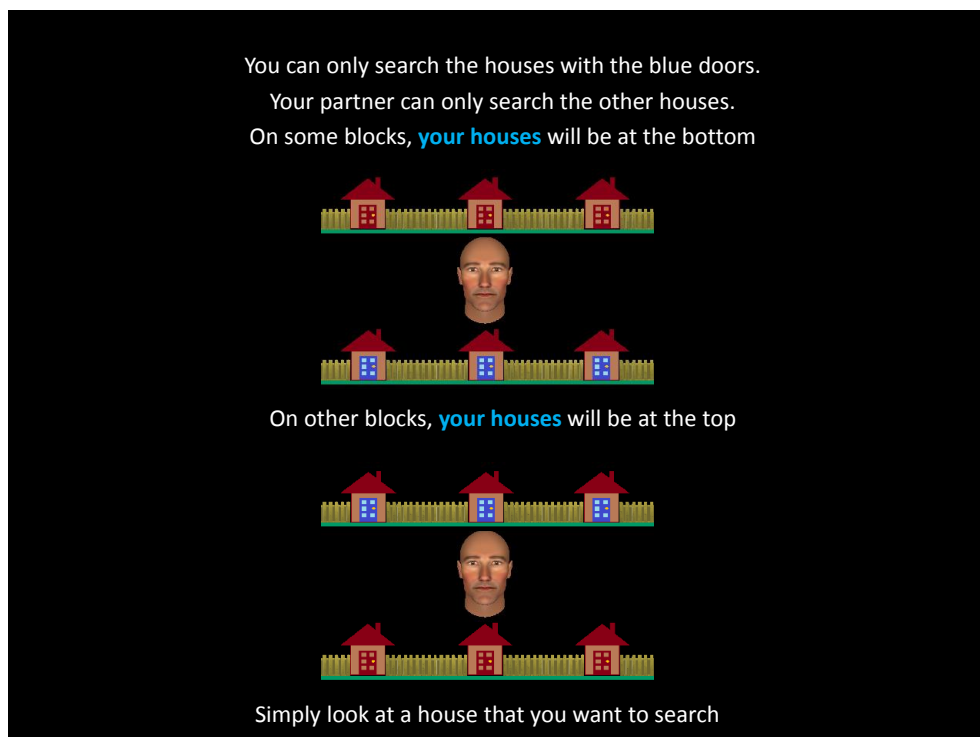 You can only search the houses with the blue doors.
Your partner can only search the other houses.
On some blocks, your houses will be at the bottom
On other blocks, your houses will be at the top
Simply look at a house that you want to search